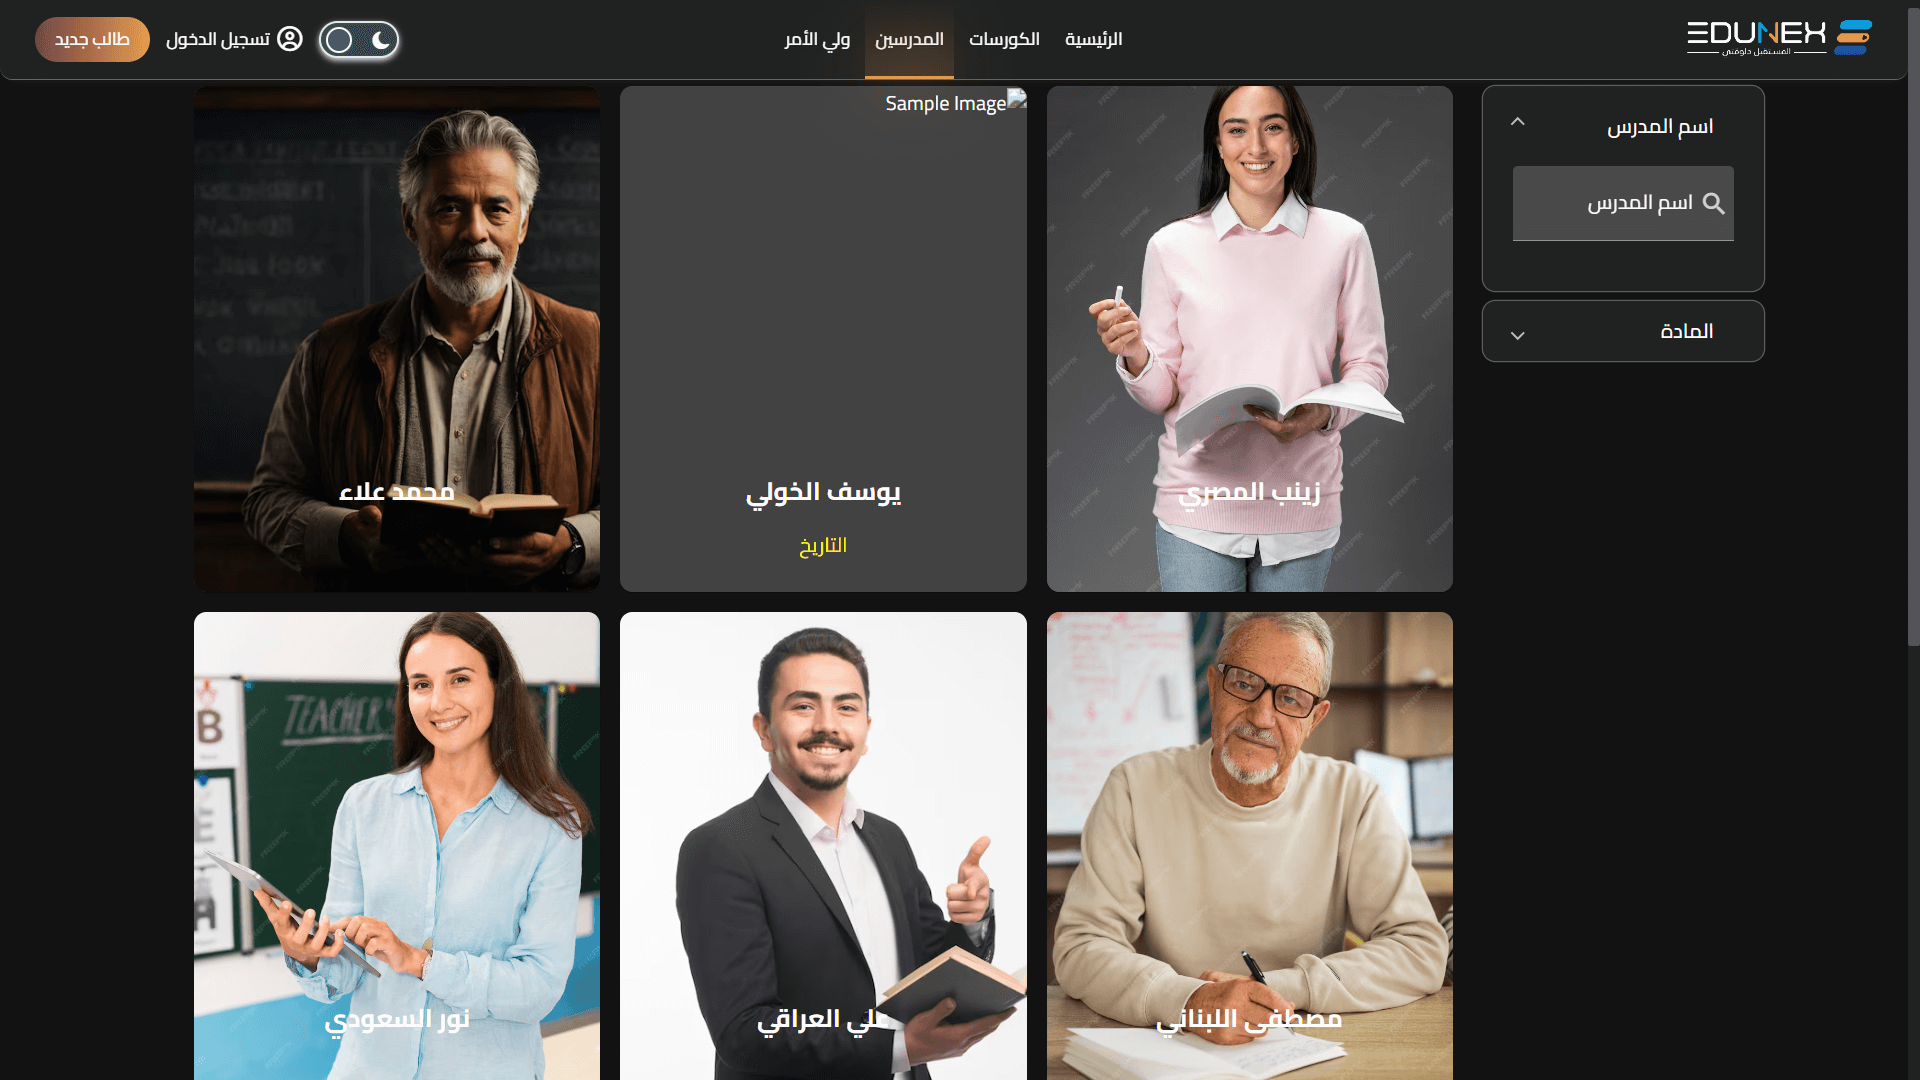 EDUNEX
المستقبل دلوقتي
الرئيسية
الكورسات
المدرسين
ولي الأمر
تسجيل الدخول
طالب جديد
اسم المدرس
اسم المدرس
المادة
زينب المصري
Sample Image
يوسف الخولي
التاريخ
محمد علاء
مصطفى اللبناني
علي العراقي
TEACHER'S
B
نور السعودي